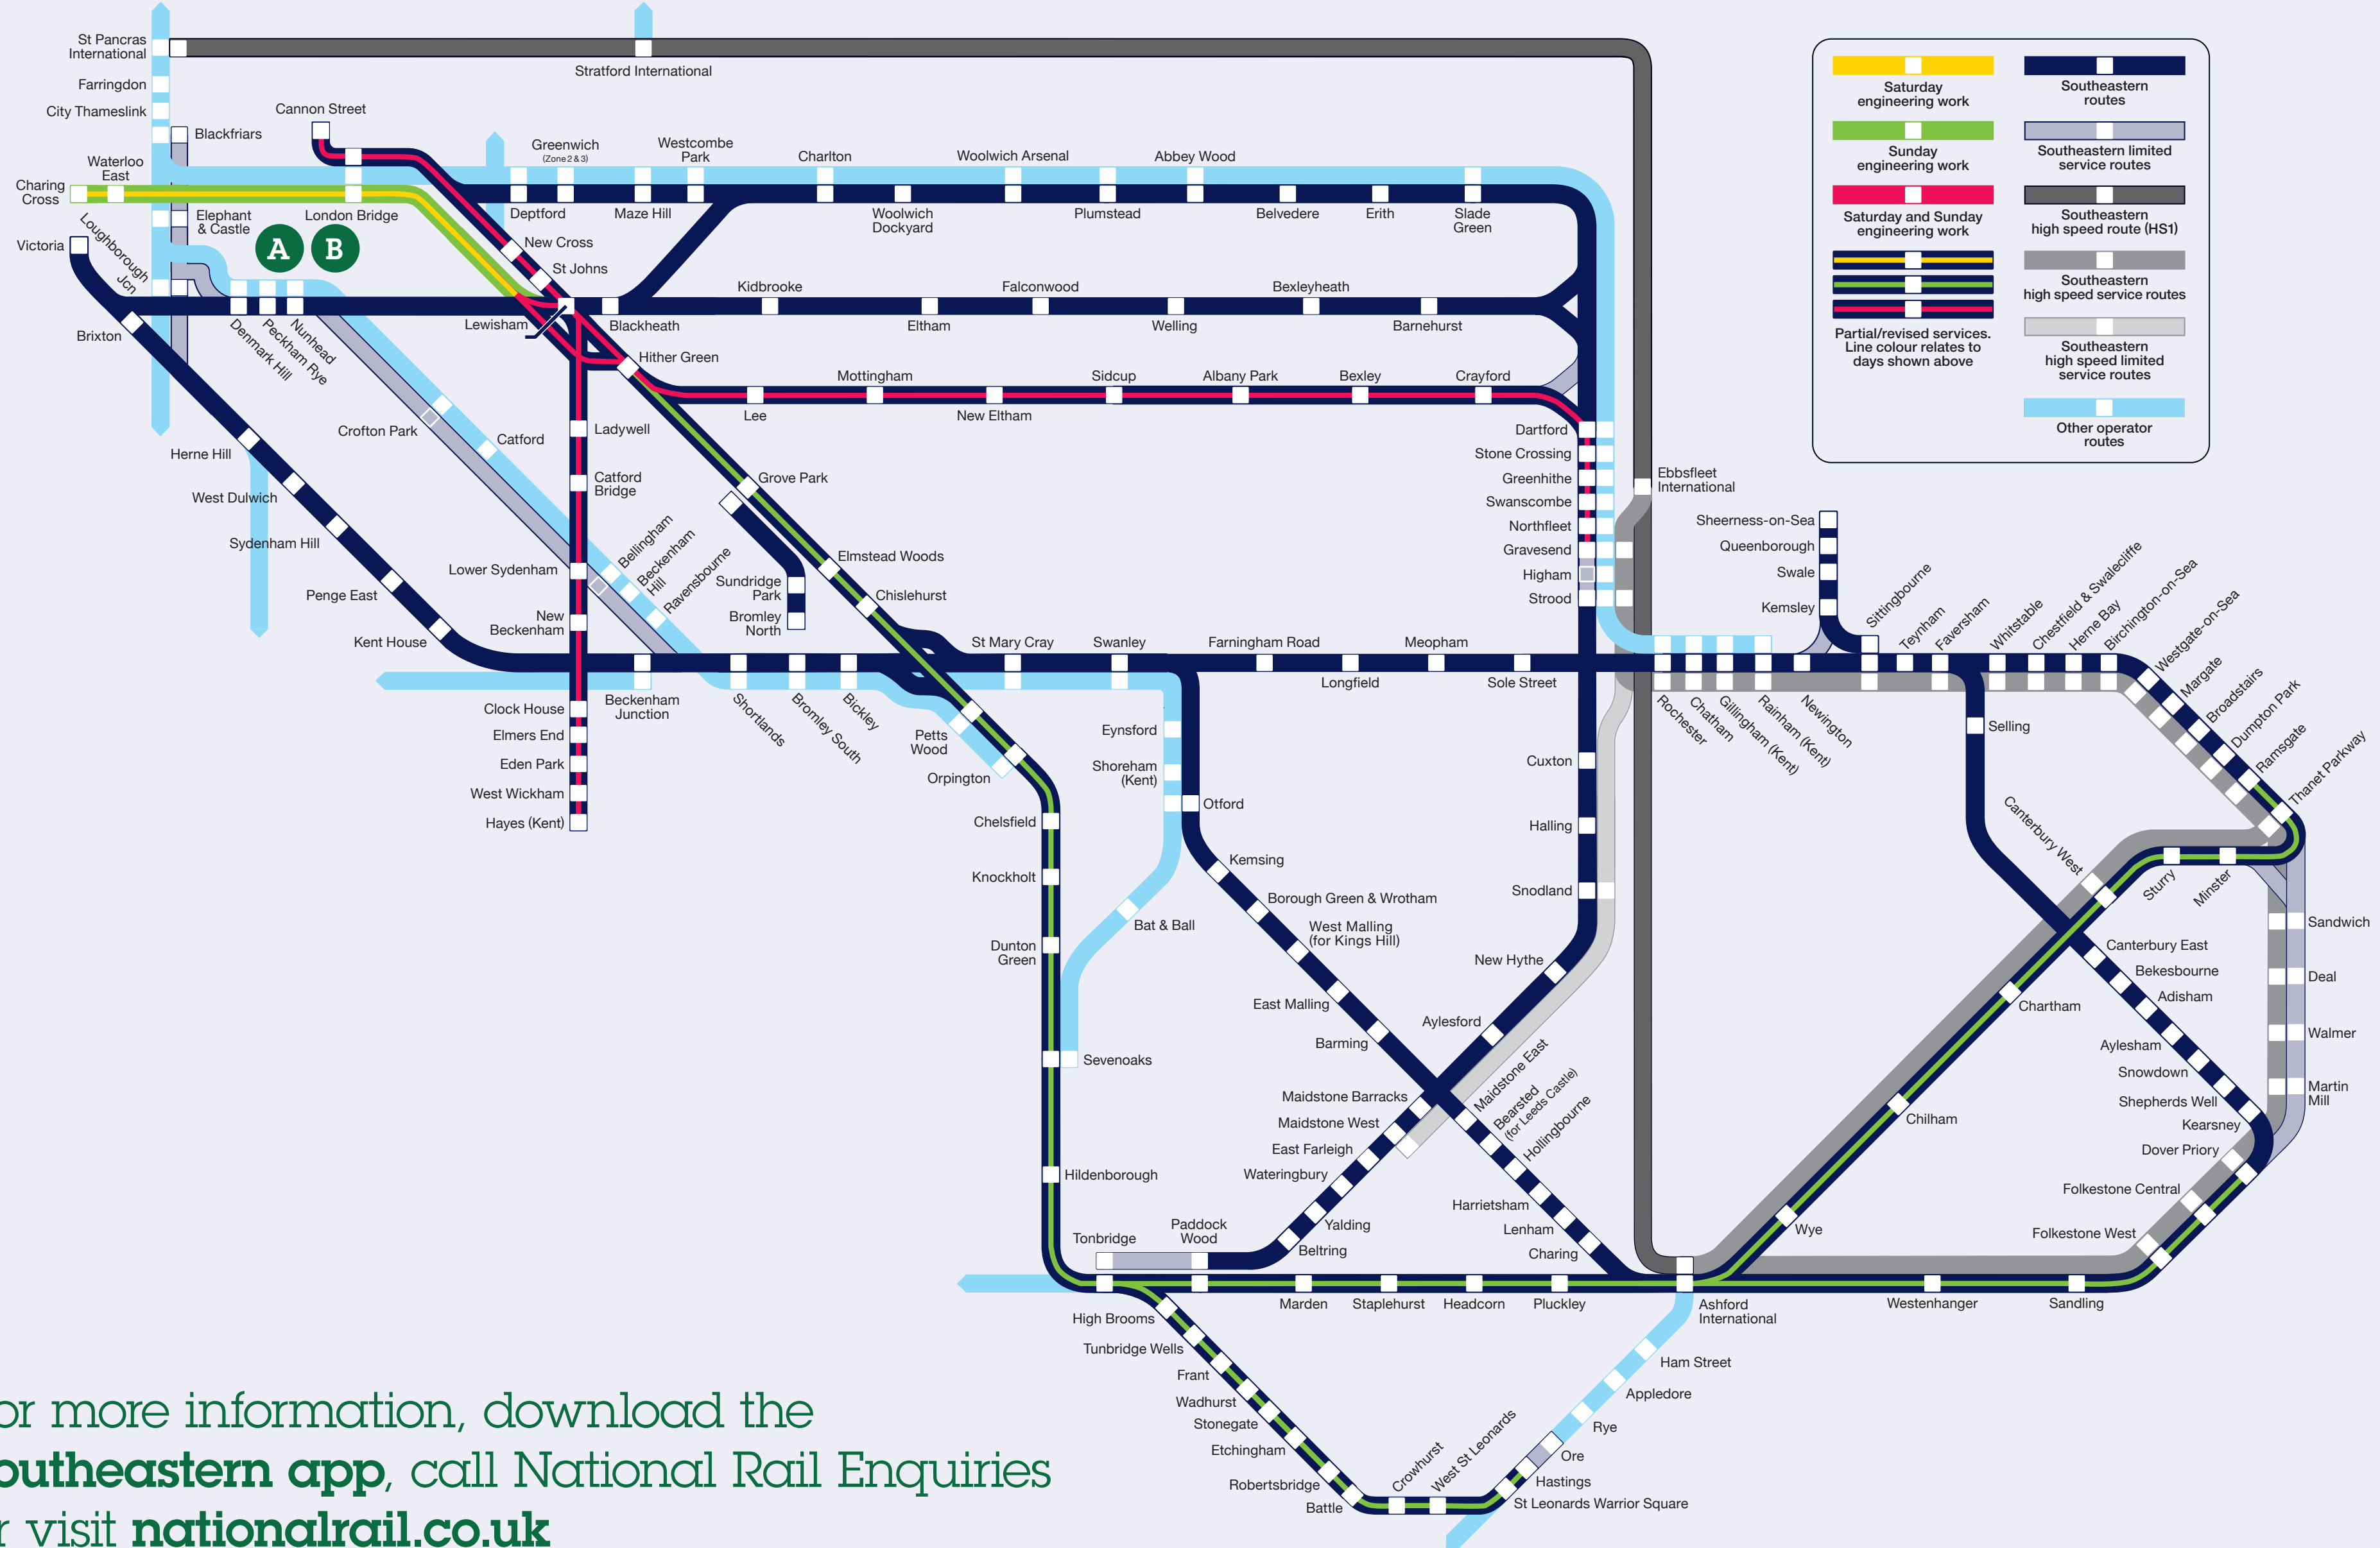 St Pancras
International
Farringdon
City Thameslink
Blackfriars
Waterloo
East
Charing
Cross
Cannon Street
Stratford International
Elephant
& Castle
London Bridge
A
B
Victoria
Loughborough
Jcn
Brixton
Denmark Hill
Peckham Rye
Nunhead
Greenwich
(Zone 2 & 3)
Westcombe
Park
Charlton
Woolwich Arsenal
Abbey Wood
Deptford
Maze Hill
Woolwich
Dockyard
Plumstead
Belvedere
Erith
Slade
Green
New Cross
St Johns
Lewisham
Blackheath
Kidbrooke
Eltham
Falconwood
Welling
Bexleyheath
Barnehurst
Hither Green
Lee
Mottingham
New Eltham
Sidcup
Albany Park
Bexley
Crayford
Crofton Park
Catford
Ladywell
Catford
Bridge
Herne Hill
West Dulwich
Sydenham Hill
Penge East
Kent House
Lower Sydenham
New
Beckenham
Bellingham
Beckenham
Hill
Ravensbourne
Grove Park
Sundridge
Park
Bromley
North
Elmstead Woods
Chislehurst
Clock House
Elmers End
Eden Park
West Wickham
Hayes (Kent)
Beckenham
Junction
Shortlands
Bromley South
Bickley
Petts
Wood
Orpington
St Mary Cray
Swanley
Farningham Road
Longfield
Meopham
Sole Street
Dartford
Stone Crossing
Greenhithe
Swanscombe
Northfleet
Gravesend
Higham
Strood
Ebbsfleet
International
Sheerness-on-Sea
Queenborough
Swale
Kemsley
Sittingbourne
Teynham
Faversham
Whitstable
Chestfield & Swalecliffe
Herne Bay
Birchington-on-Sea
Westgate-on-Sea
Margate
Broadstairs
Dumpton Park
Ramsgate
Thanet Parkway
Rochester
Chatham
Gillingham (Kent)
Rainham (Kent)
Newington
Selling
Chelsfield
Knockholt
Dunton
Green
Sevenoaks
Hildenborough
Eynsford
Shoreham
(Kent)
Otford
Bat & Ball
Kemsing
Borough Green & Wrotham
West Malling
(for Kings Hill)
East Malling
Barming
Cuxton
Halling
Snodland
New Hythe
Aylesford
Maidstone Barracks
Maidstone West
East Farleigh
Wateringbury
Yalding
Beltring
Maidstone East
Bearsted
(for Leeds Castle)
Hollingbourne
Harrietsham
Lenham
Charing
Tonbridge
Paddock
Wood
Marden
Staplehurst
Headcorn
Pluckley
Ashford
International
Westenhanger
Sandling
Wye
Chilham
Chartham
Canterbury West
Sturry
Minster
Sandwich
Deal
Walmer
Martin
Mill
Canterbury East
Bekesbourne
Adisham
Aylesham
Snowdown
Shepherds Well
Kearsney
Dover Priory
Folkestone Central
Folkestone West
High Brooms
Tunbridge Wells
Frant
Wadhurst
Stonegate
Etchingham
Robertsbridge
Battle
Crowhurst
West St Leonards
St Leonards Warrior Square
Hastings
Ore
Rye
Appledore
Ham Street
Saturday
engineering work
Sunday
engineering work
Saturday and Sunday
engineering work
Partial/revised services.
Line colour relates to
days shown above
Southeastern
routes
Southeastern limited
service routes
Southeastern
high speed route (HS1)
Southeastern
high speed service routes
Southeastern
high speed limited
service routes
Other operator
routes
or more information, download the
outheastern app, call National Rail Enquiries
r visit nationalrail.co.uk